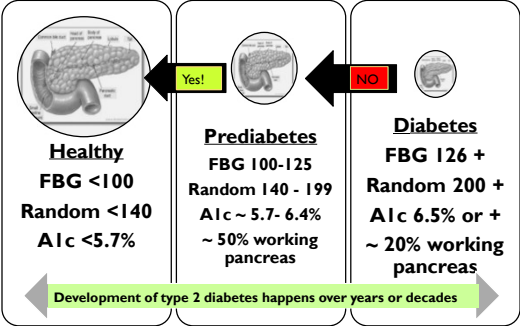 Yes!
NO
Healthy
FBG <100
Random <140
A1c <5.7%
Prediabetes
FBG 100-125
Random 140 - 199
A1c ~ 5.7- 6.4%
~ 50% working
pancreas
Diabetes
FBG 126 +
Random 200 +
A1c 6.5% or +
~ 20% working
pancreas
Development of type 2 diabetes happens over years or decades